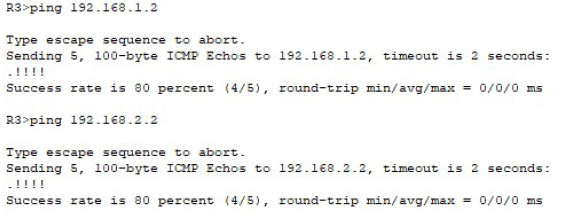 R3>ping 192.168.1.2
Type escape sequence to abort.
Sending 5, 100-byte ICMP Echos to 192.168.1.2, timeout is 2 seconds:
.!!!!
Success rate is 80 percent (4/5), round-trip min/avg/max = 0/0/0 ms
R3>ping 192.168.2.2
Type escape sequence to abort.
Sending 5, 100-byte ICMP Echos to 192.168.2.2, timeout is 2 seconds:
.!!!!
Success rate is 80 percent (4/5), round-trip min/avg/max = 0/0/0 ms